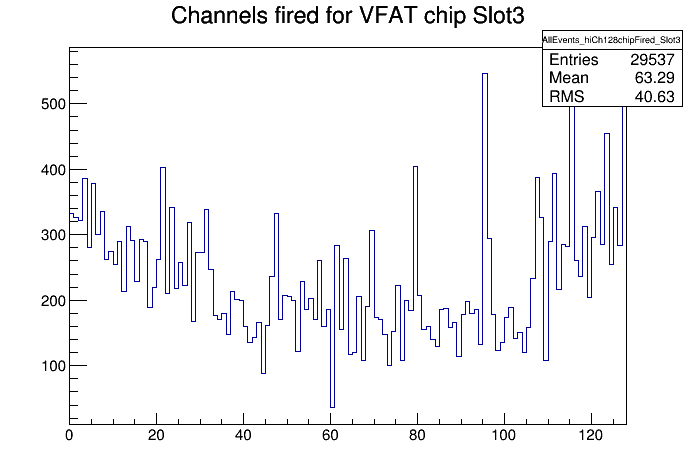 Channels fired for VFAT chip Slot3
AllEvents_hiCh128chipFired_Slot3
Entries 29537
Mean 63.29
RMS 40.63
500
400
300
200
100
0 20 40 60 80 100 120